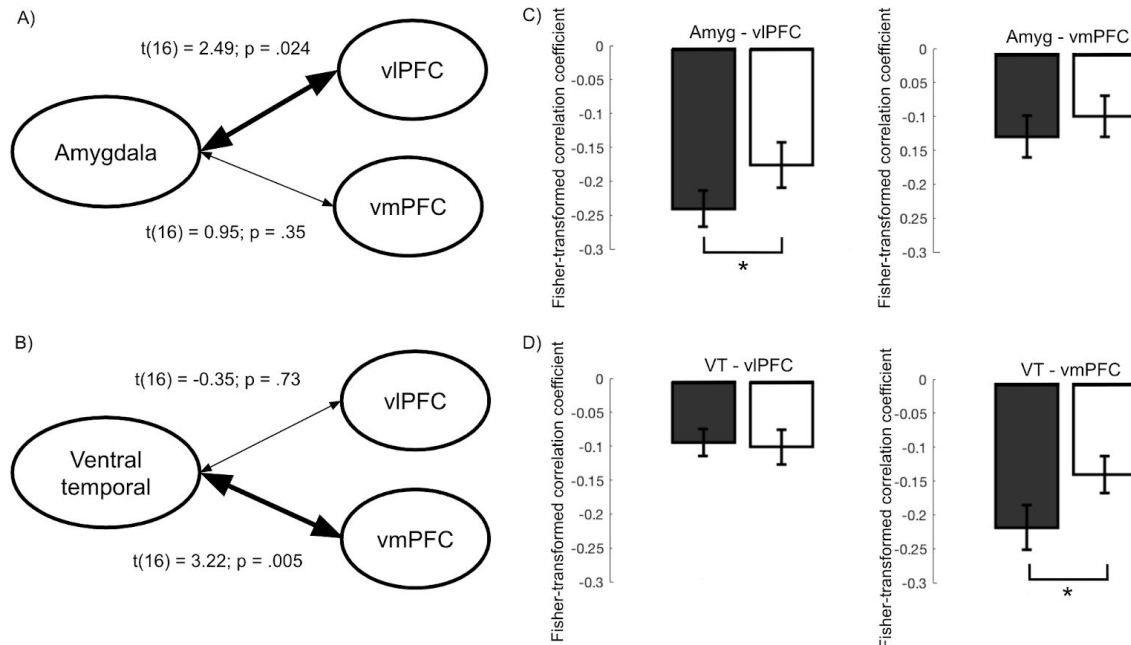 A)
t(16) = 2.49; p = .024
vlPFC
Amygdala
vmPFC
t(16) = 0.95; p = .35
B)
t(16) = -0.35; p = .73
vlPFC
Ventral
temporal
vmPFC
t(16) = 3.22; p = .005
C)
Fisher-transformed correlation coefficient
Amyg - vlPFC
0
-0.05
-0.1
-0.15
-0.2
-0.25
-0.3
*
Fisher-transformed correlation coefficient
Amyg - vmPFC
0
0.05
-0.1
0.15
-0.2
0.25
-0.3
D)
Fisher-transformed correlation coefficient
VT - vlPFC
0
-0.05
-0.1
-0.15
-0.2
-0.25
-0.3
Fisher-transformed correlation coefficient
VT - vmPFC
0
-0.05
-0.1
-0.15
-0.2
-0.25
-0.3
*